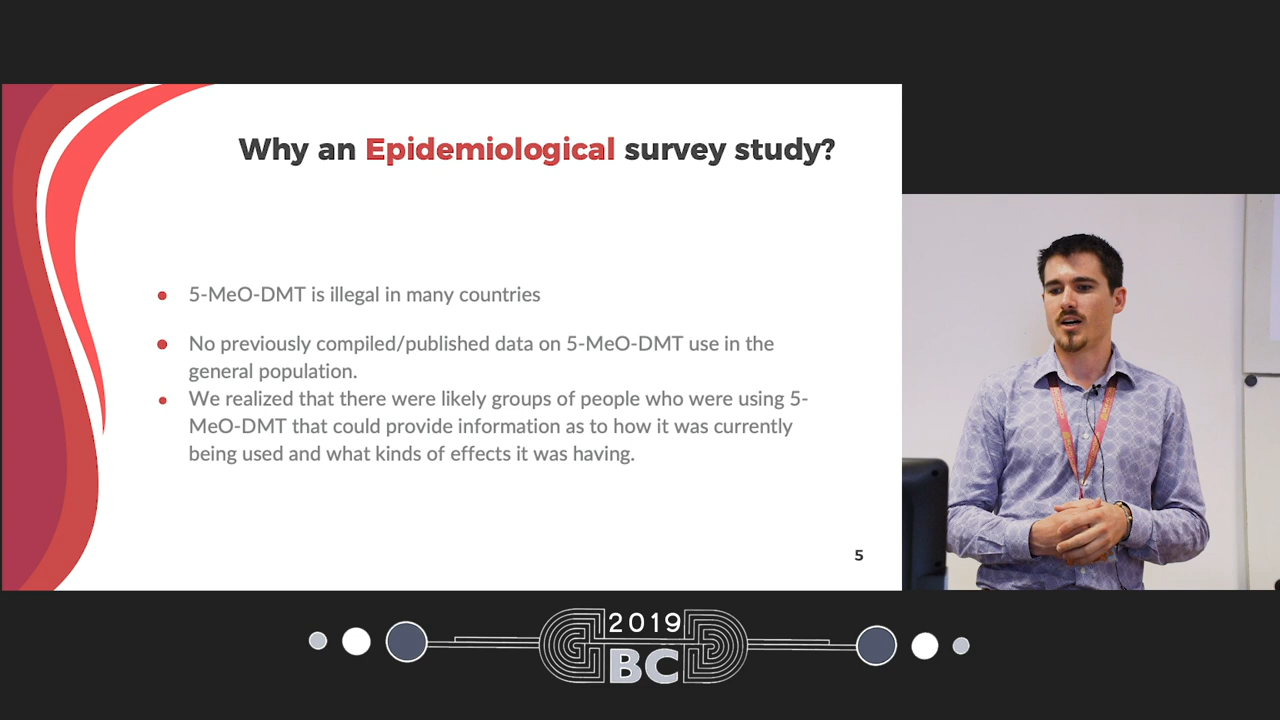 Why an Epidemiological survey study?
5-MeO-DMT is illegal in many countries
No previously compiled/published data on 5-MeO-DMT use in the
general population.
We realized that there were likely groups of people who were using 5-
MeO-DMT that could provide information as to how it was currently
being used and what kinds of effects it was having.
5
2019
BC